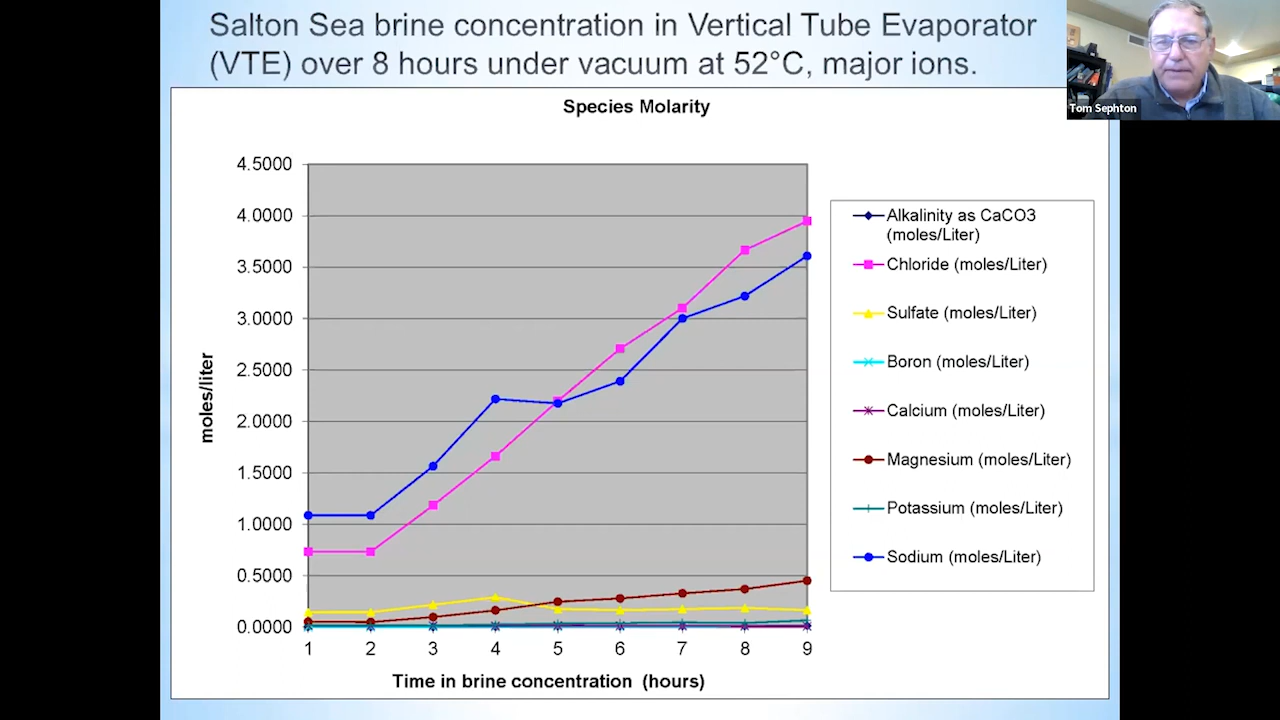 Salton Sea brine concentration in Vertical Tube Evaporator
(VTE) over 8 hours under vacuum at 52°C, major ions.
Tom Sephton
Species Molarity
4.5000
4.0000
3.5000
3.0000
2.5000
2.0000
1.5000
1.0000
0.5000
0.0000
moles/liter
1 2 3 4 5 6 7 8 9
Time in brine concentration (hours)
Alkalinity as CaCO3
(moles/Liter)
Chloride (moles/Liter)
Sulfate (moles/Liter)
Boron (moles/Liter)
Calcium (moles/Liter)
Magnesium (moles/Liter)
Potassium (moles/Liter)
Sodium (moles/Liter)